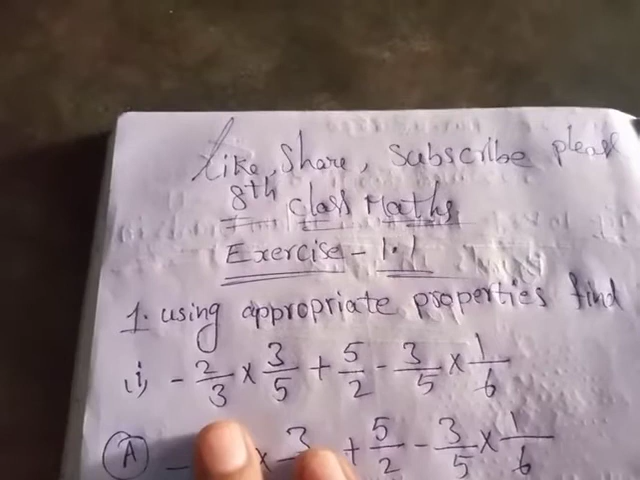 Like, Share, Subscribe please
8th class Maths
Exercise - 1.1
1. using appropriate properties find
(i) - 2/3 × 3/5 + 5/2 - 3/5 × 1/6
(A) - × 3 + 5/2 - 3/5 × 1/6